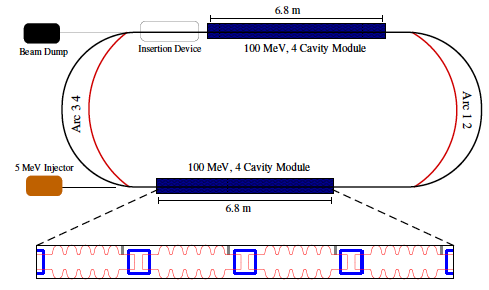 6.8 m
Beam Dump
Insertion Device
100 MeV, 4 Cavity Module
Arc 3 4
Arc 1 2
5 MeV Injector
100 MeV, 4 Cavity Module
6.8 m